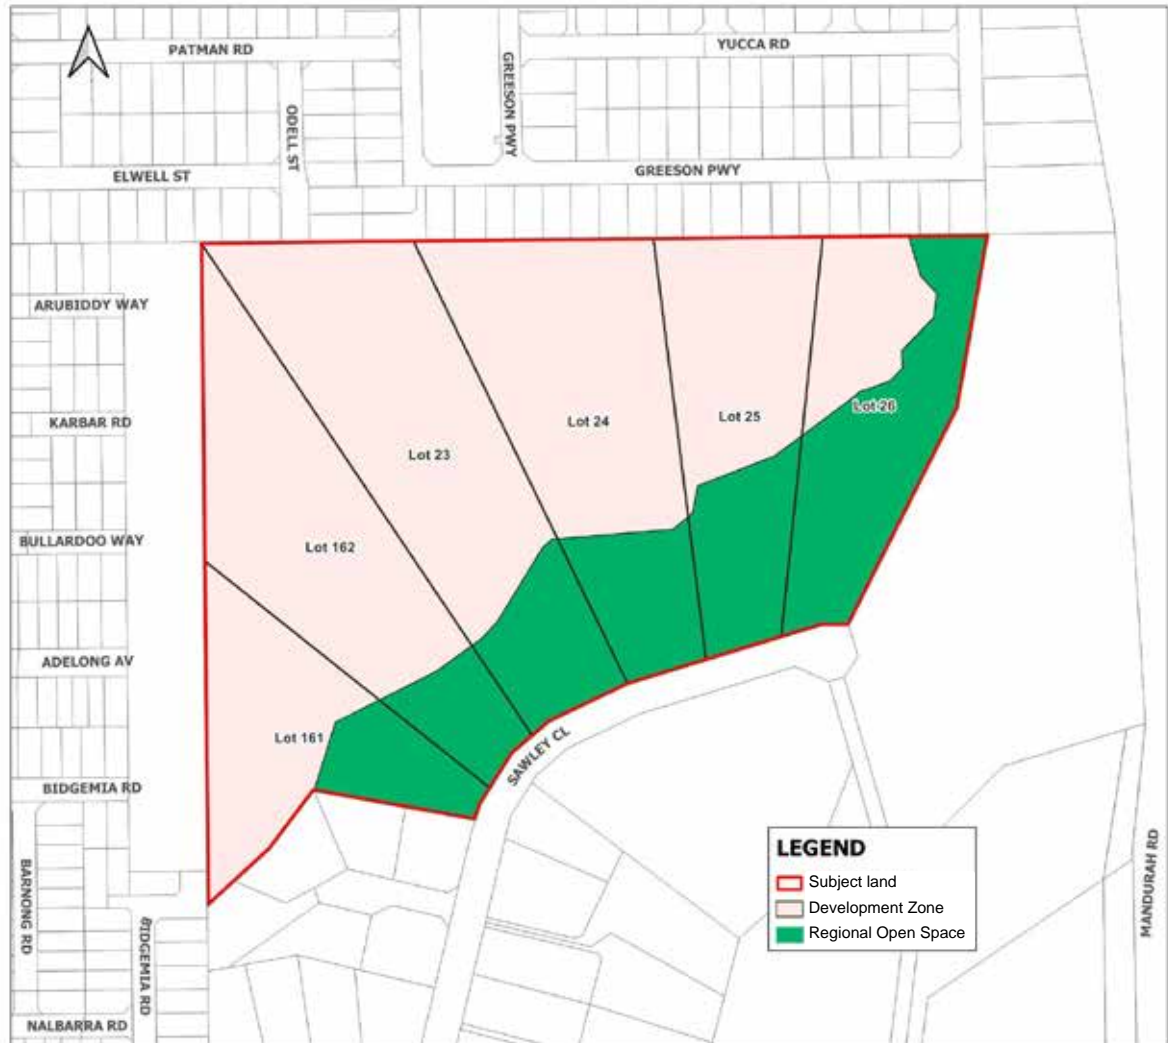 PATMAN RD
YUCCA RD
GREESON PWY
ODELL ST
ELWELL ST
GREESON PWY
ARUBIDDY WAY
KARBAR RD
Lot 26
Lot 25
Lot 24
Lot 23
BULLARDOO WAY
Lot 162
ADELONG AV
Lot 161
SAWLEY CL
BIDGEMIA RD
LEGEND
Subject land
Development Zone
Regional Open Space
MANDURAH RD
BARNONG RD
BIDGEMIA RD
NALBARRA RD